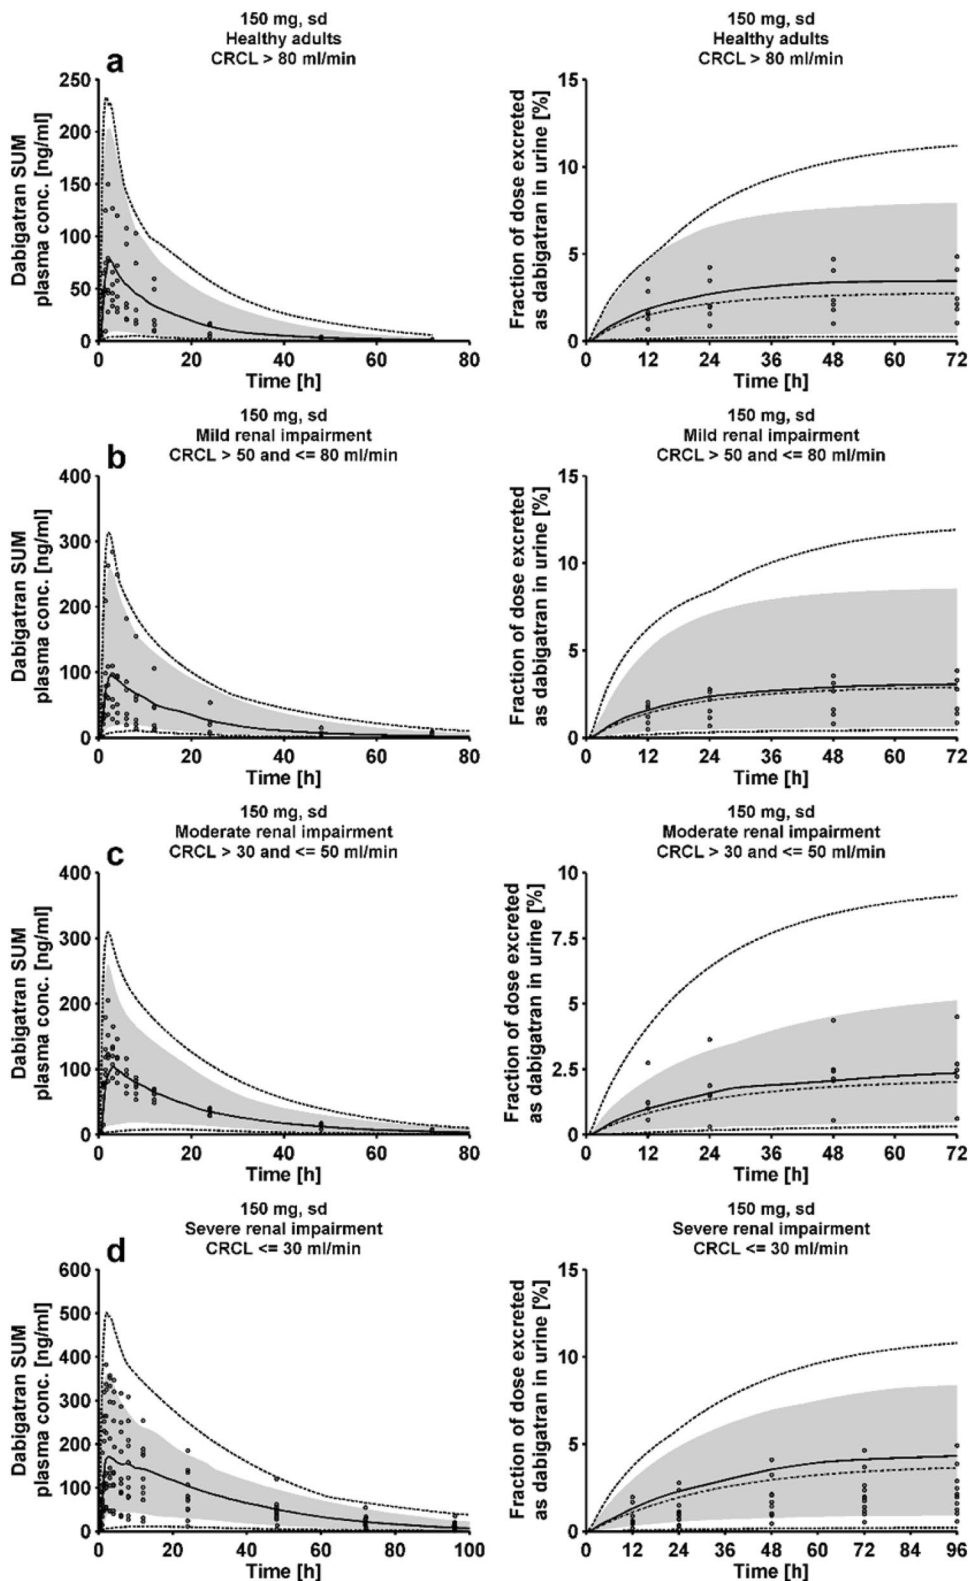 150 mg, sd
Healthy adults
CRCL > 80 ml/min
a
250
200
150
100
50
0
Dabigatran SUM
plasma conc. [ng/ml]
0 20 40 60 80
Time [h]
150 mg, sd
Healthy adults
CRCL > 80 ml/min
15
10
5
0
Fraction of dose excreted
as dabigatran in urine [%]
0 12 24 36 48 60 72
Time [h]
150 mg, sd
Mild renal impairment
CRCL > 50 and <= 80 ml/min
b
400
300
200
100
0
Dabigatran SUM
plasma conc. [ng/ml]
0 20 40 60 80
Time [h]
150 mg, sd
Mild renal impairment
CRCL > 50 and <= 80 ml/min
15
10
5
0
Fraction of dose excreted
as dabigatran in urine [%]
0 12 24 36 48 60 72
Time [h]
150 mg, sd
Moderate renal impairment
CRCL > 30 and <= 50 ml/min
c
400
300
200
100
0
Dabigatran SUM
plasma conc. [ng/ml]
0 20 40 60 80
Time [h]
150 mg, sd
Moderate renal impairment
CRCL > 30 and <= 50 ml/min
10
7.5
5
2.5
0
Fraction of dose excreted
as dabigatran in urine [%]
0 12 24 36 48 60 72
Time [h]
150 mg, sd
Severe renal impairment
CRCL <= 30 ml/min
d
600
500
400
300
200
100
0
Dabigatran SUM
plasma conc. [ng/ml]
0 20 40 60 80 100
Time [h]
150 mg, sd
Severe renal impairment
CRCL <= 30 ml/min
15
10
5
0
Fraction of dose excreted
as dabigatran in urine [%]
0 12 24 36 48 60 72 84 96
Time [h]